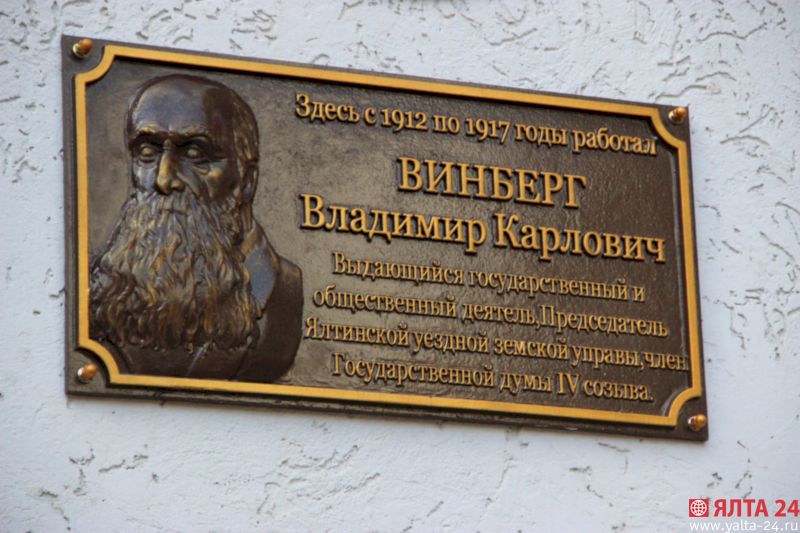 Здесь с 1912 по 1917 годы работал
ВИНБЕРГ
Владимир Карлович
Выдающийся государственный и
общественный деятель,Председатель
Ялтинской уездной земской управы,член
Государственной думы IV созыва.
ЯЛТА 24
www.yalta-24.ru